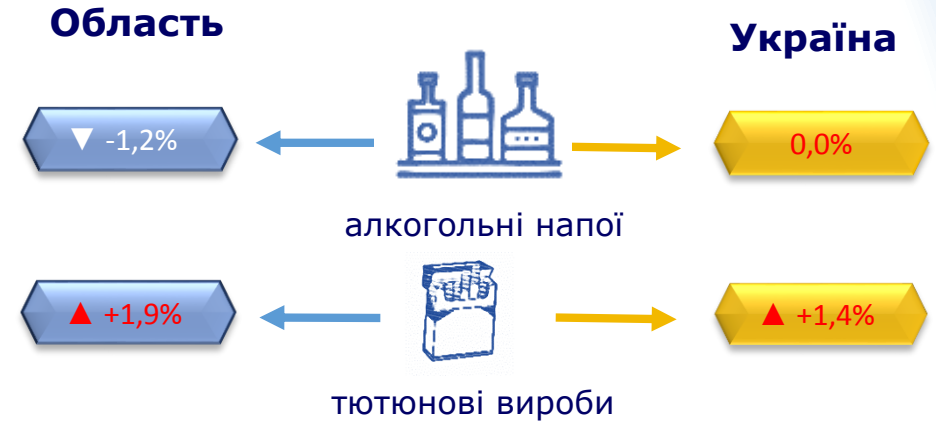 Область
Україна
▼ -1,2%
0,0%
алкогольні напої
▲ +1,9%
▲ +1,4%
тютюнові вироби